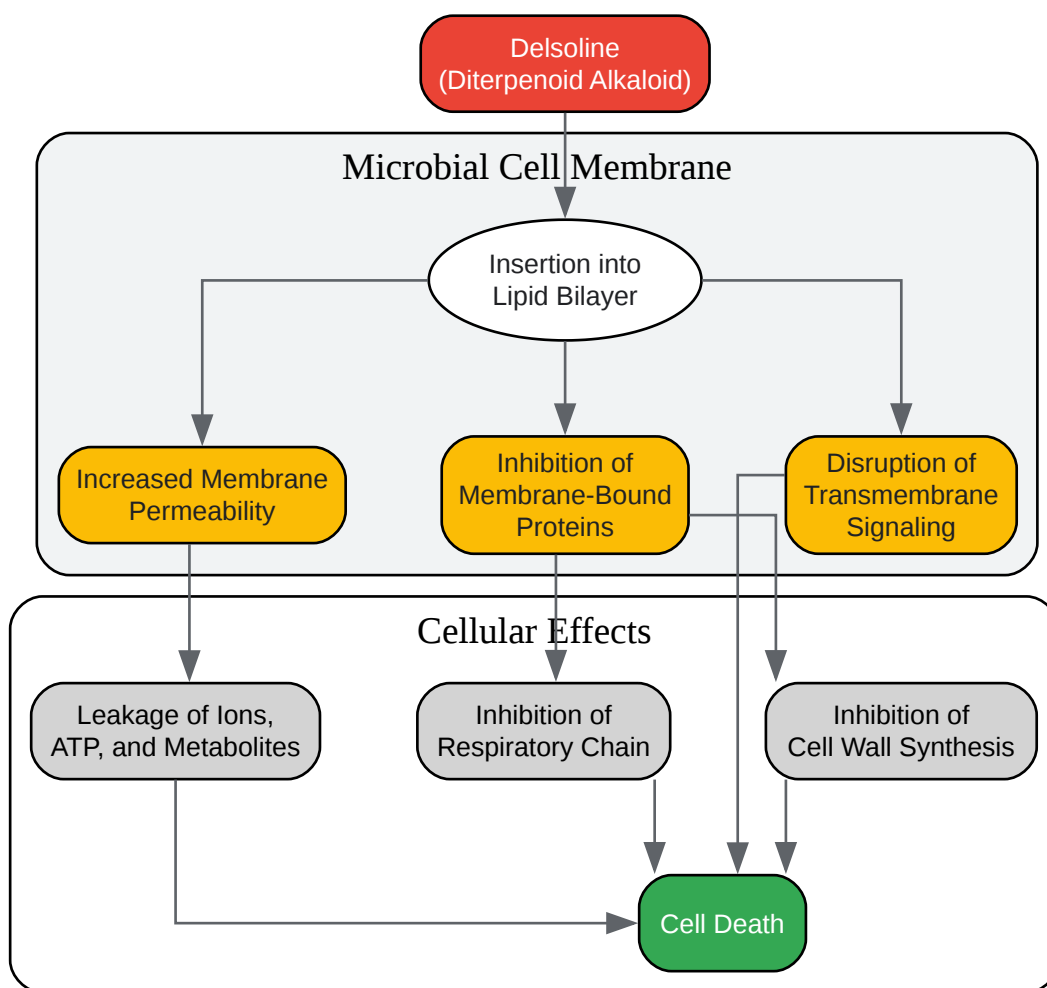 Delsoline
(Diterpenoid Alkaloid)
Microbial Cell Membrane
Insertion into
Lipid Bilayer
Increased Membrane
Permeability
Inhibition of
Membrane-Bound
Proteins
Disruption of
Transmembrane
Signaling
Cellular Effects
Leakage of Ions,
ATP, and Metabolites
Inhibition of
Respiratory Chain
Inhibition of
Cell Wall Synthesis
Cell Death